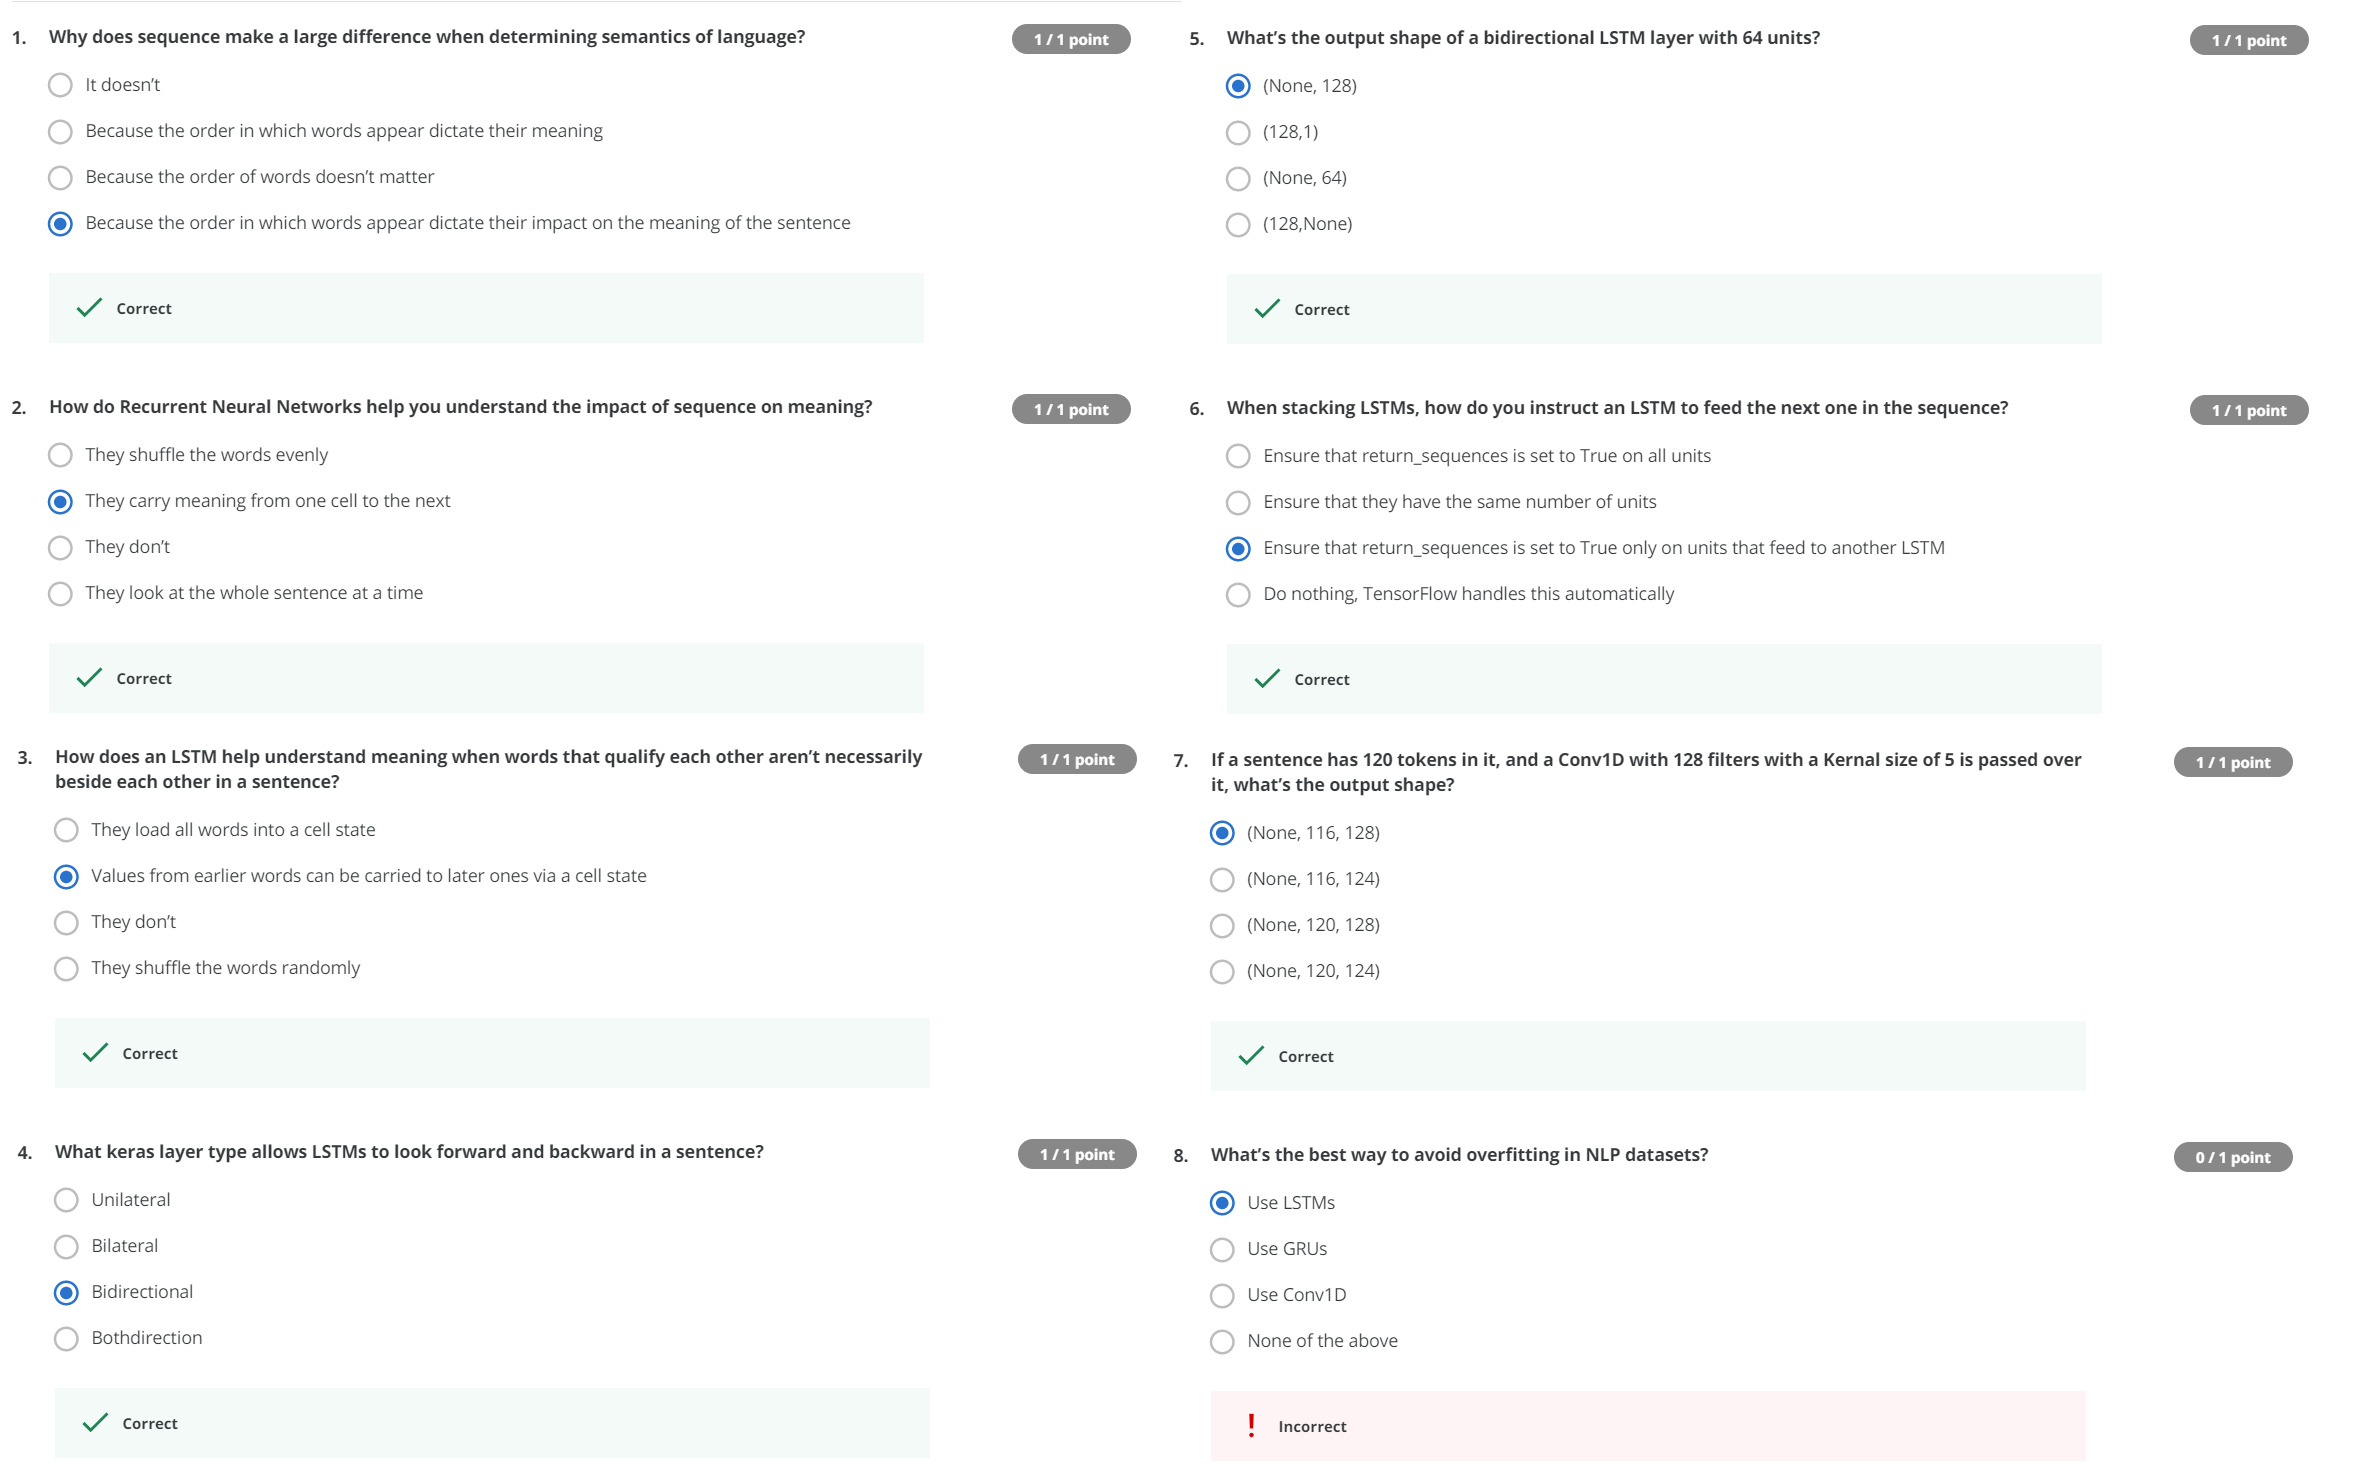 1. Why does sequence make a large difference when determining semantics of language?
1 / 1 point
It doesn't
Because the order in which words appear dictate their meaning
Because the order of words doesn't matter
Because the order in which words appear dictate their impact on the meaning of the sentence
Correct
2. How do Recurrent Neural Networks help you understand the impact of sequence on meaning?
1 / 1 point
They shuffle the words evenly
They carry meaning from one cell to the next
They don't
They look at the whole sentence at a time
Correct
3. How does an LSTM help understand meaning when words that qualify each other aren't necessarily
beside each other in a sentence?
1 / 1 point
They load all words into a cell state
Values from earlier words can be carried to later ones via a cell state
They don't
They shuffle the words randomly
Correct
4. What keras layer type allows LSTMs to look forward and backward in a sentence?
1 / 1 point
Unilateral
Bilateral
Bidirectional
Bothdirection
Correct
5. What's the output shape of a bidirectional LSTM layer with 64 units?
1 / 1 point
(None, 128)
(128,1)
(None, 64)
(128,None)
Correct
6. When stacking LSTMs, how do you instruct an LSTM to feed the next one in the sequence?
1 / 1 point
Ensure that return_sequences is set to True on all units
Ensure that they have the same number of units
Ensure that return_sequences is set to True only on units that feed to another LSTM
Do nothing, TensorFlow handles this automatically
Correct
7. If a sentence has 120 tokens in it, and a Conv1D with 128 filters with a Kernal size of 5 is passed over
it, what's the output shape?
1 / 1 point
(None, 116, 128)
(None, 116, 124)
(None, 120, 128)
(None, 120, 124)
Correct
8. What's the best way to avoid overfitting in NLP datasets?
0 / 1 point
Use LSTMs
Use GRUs
Use Conv1D
None of the above
Incorrect